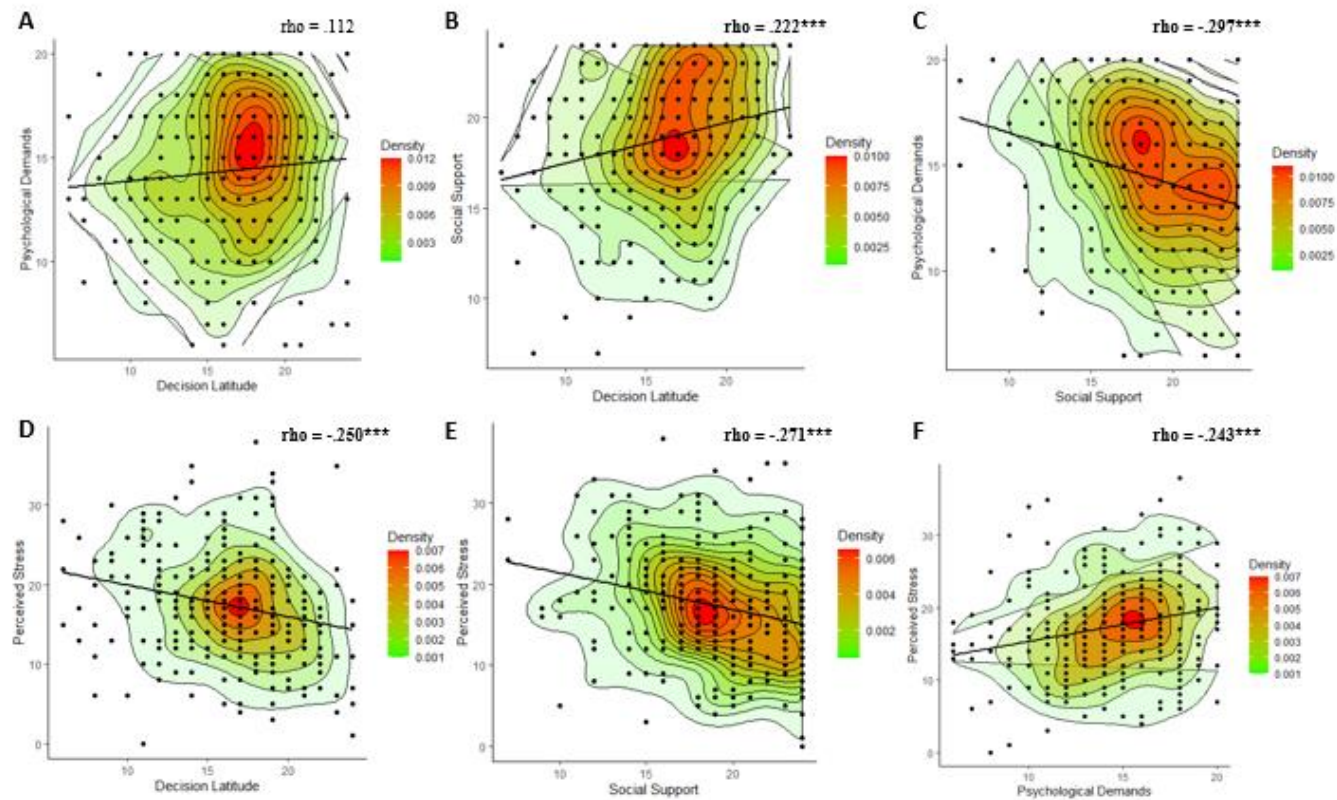 A
rho = .112
Psychological Demands
20
15
10
10
15
20
Decision Latitude
Density
0.012
0.009
0.006
0.003
B
rho = .222***
Social Support
20
15
10
10
15
20
Decision Latitude
Density
0.0100
0.0075
0.0050
0.0025
C
rho = -.297***
Psychological Demands
20
15
10
10
15
20
Social Support
Density
0.0100
0.0075
0.0050
0.0025
D
rho = -.250***
Perceived Stress
30
20
10
0
10
15
20
Decision Latitude
Density
0.007
0.006
0.005
0.004
0.003
0.002
0.001
E
rho = -.271***
Perceived Stress
30
20
10
0
10
15
20
Social Support
Density
0.006
0.004
0.002
F
rho = -.243***
Perceived Stress
30
20
10
0
10
15
20
Psychological Demands
Density
0.007
0.006
0.005
0.004
0.003
0.002
0.001